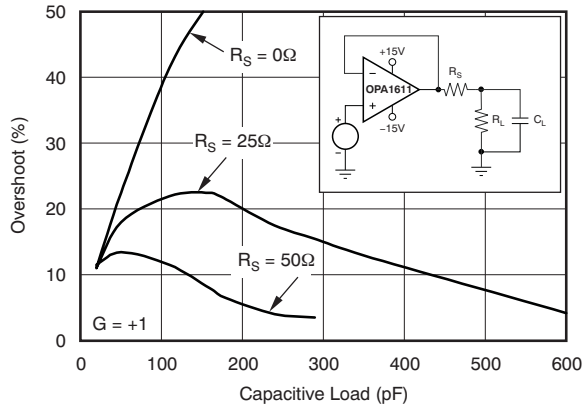 50
40
30
20
10
0
Overshoot (%)
R_S = 0Ω
R_S = 25Ω
R_S = 50Ω
G = +1
+15V
−
OPA1611
+
−15V
+
−
R_S
R_L
C_L
0 100 200 300 400 500 600
Capacitive Load (pF)